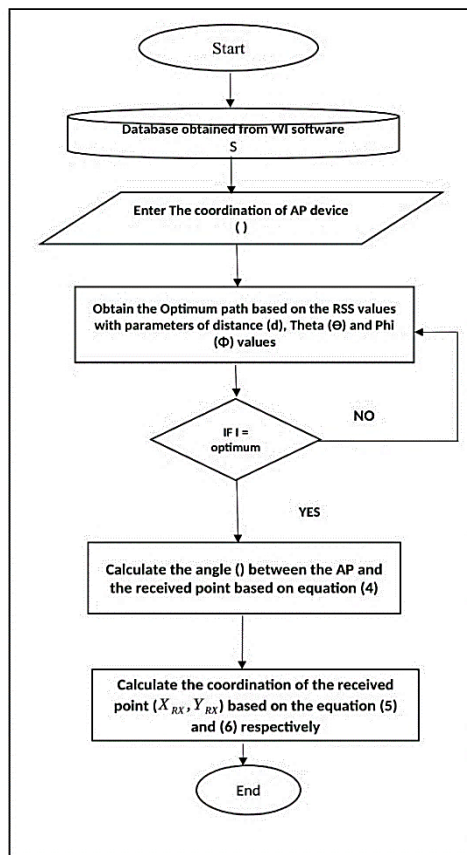 Start
Database obtained from WI software
S
Enter The coordination of AP device
( )
Obtain the Optimum path based on the RSS values
with parameters of distance (d), Theta (Ɵ) and Phi
(Φ) values
IF I =
optimum
NO
YES
Calculate the angle () between the AP and
the received point based on equation (4)
Calculate the coordination of the received
point (X RX, Y RX) based on the equation (5)
and (6) respectively
End